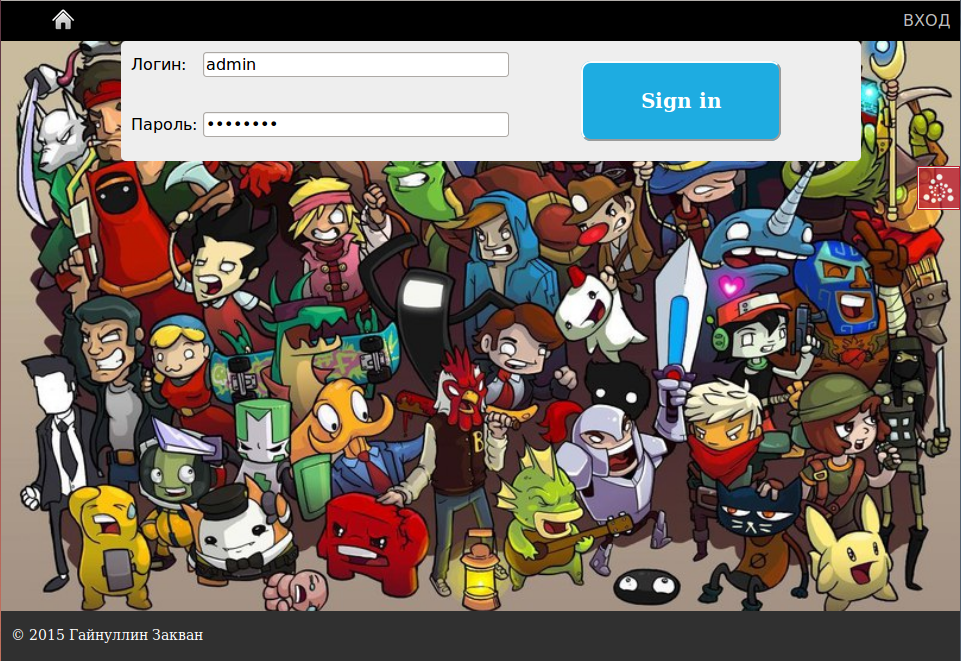 ВХОД
Логин: admin
Sign in
Пароль: ••••••••
B
© 2015 Гайнуллин Закван